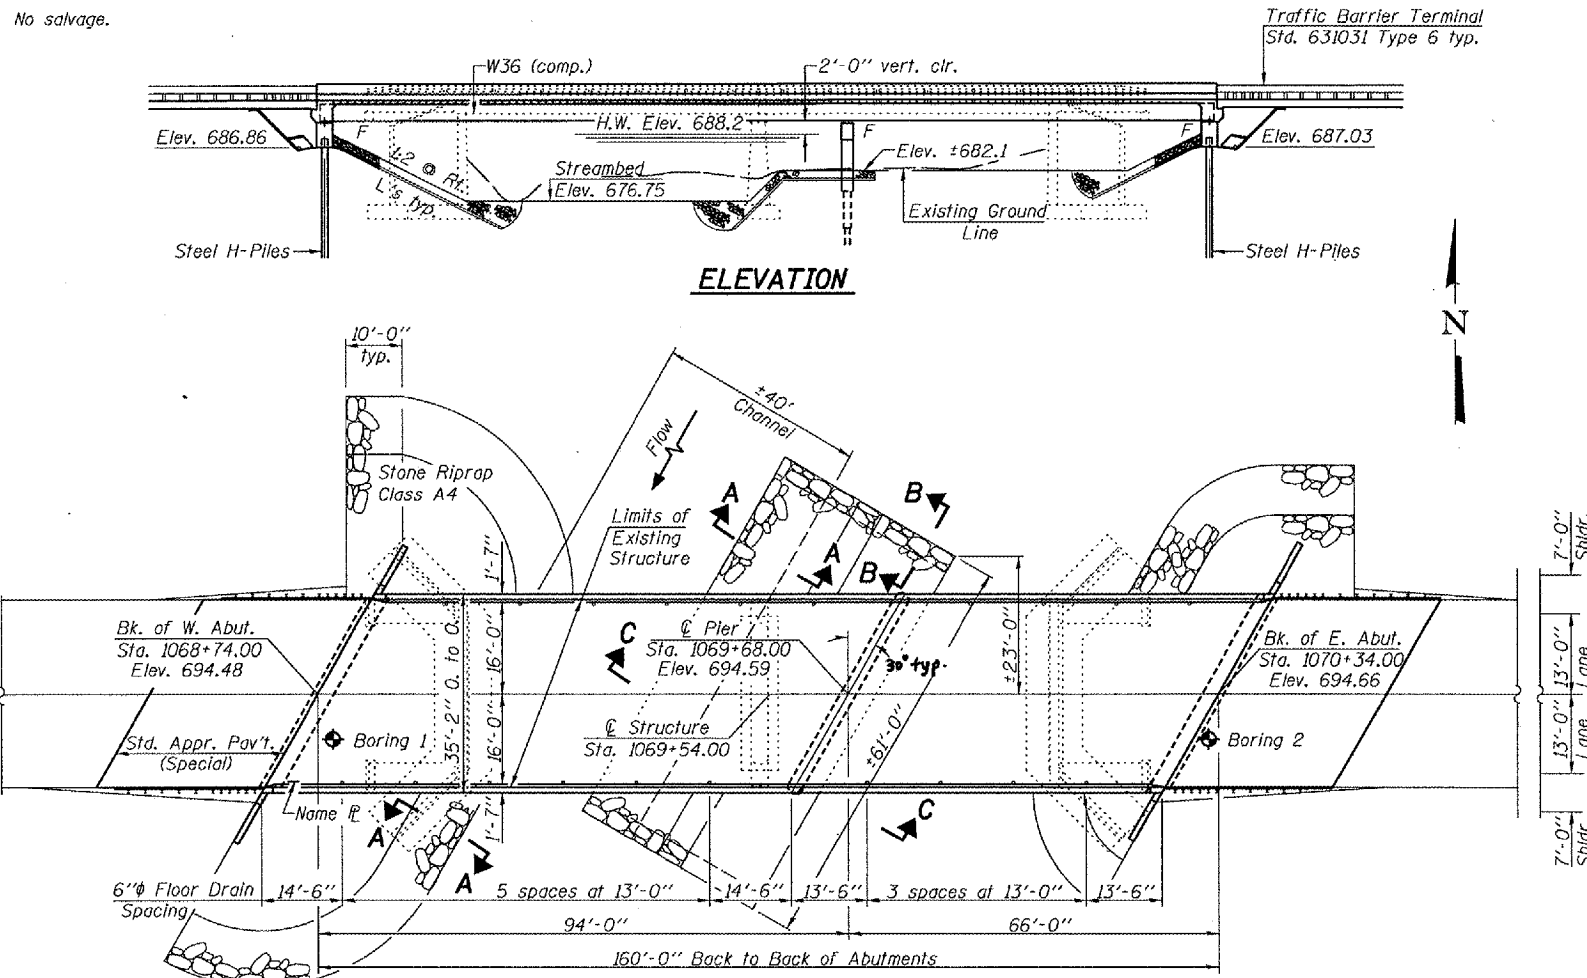 No salvage.
Traffic Barrier Terminal
Std. 631031 Type 6 typ.
W36 (comp.)
2'-0" vert. clr.
H.W. Elev. 688.2
F
F
F
Elev. 686.86
Elev. 687.03
Elev. ±682.1
1:2 @ Rt.
L's typ.
Streambed
Elev. 676.75
Existing Ground
Line
Steel H-Piles
Steel H-Piles
ELEVATION
N
10'-0"
typ.
±40'
Channel
Flow
Stone Riprap
Class A4
A
B
Limits of
Existing
Structure
A
B
1'-7"
±23'-0"
7'-0"
Shldr.
Bk. of W. Abut.
Sta. 1068+74.00
Elev. 694.48
C
℄ Pier
Sta. 1069+68.00
Elev. 694.59
30° typ.
Bk. of E. Abut.
Sta. 1070+34.00
Elev. 694.66
13'-0"
Lane
35'-2" O. to O.
16'-0"
16'-0"
℄ Structure
Sta. 1069+54.00
±61'-0"
13'-0"
Lane
Boring 1
Boring 2
Std. Appr. Pav't.
(Special)
Name ℙL
A
1'-7"
C
A
7'-0"
Shldr.
6"φ Floor Drain
Spacing
14'-6"
5 spaces at 13'-0"
14'-6"
13'-6"
3 spaces at 13'-0"
13'-6"
94'-0"
66'-0"
160'-0" Back to Back of Abutments